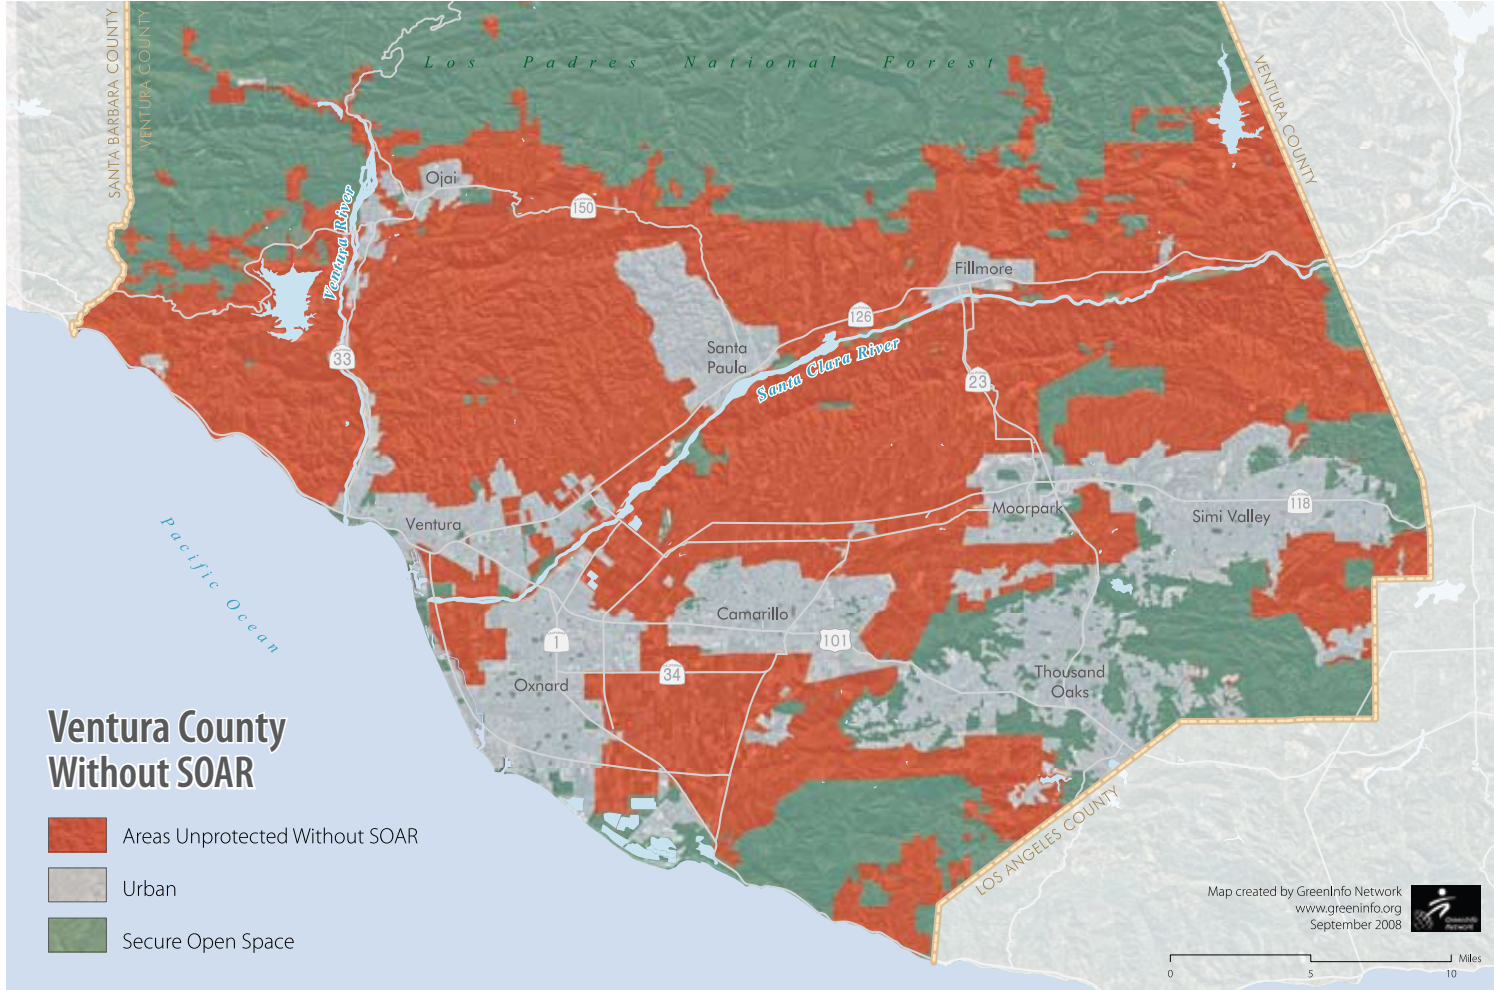 SANTA BARBARA COUNTY
VENTURA COUNTY
Los Padres National Forest
VENTURA COUNTY
Ojai
Ventura River
150
Fillmore
126
Santa
Paula
Santa Clara River
33
23
Pacific Ocean
Ventura
Moorpark
Simi Valley
118
Camarillo
1
101
34
Oxnard
Thousand
Oaks
LOS ANGELES COUNTY
Ventura County
Without SOAR
Areas Unprotected Without SOAR
Urban
Secure Open Space
Map created by GreenInfo Network
www.greeninfo.org
September 2008
GreenInfo
Network
Miles
0 5 10